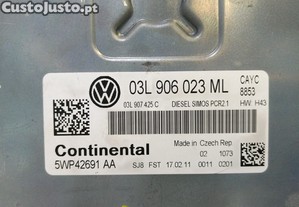 CustoJusto.pt
03L 906 023 ML
CAYC
8853
03L 907 425 C
DIESEL SIMOS PCR2.1
HW: H43
Continental
5WP42691 AA
Made in Czech Rep
02 1073
SJ8 FST 17.02.11 0011 0201